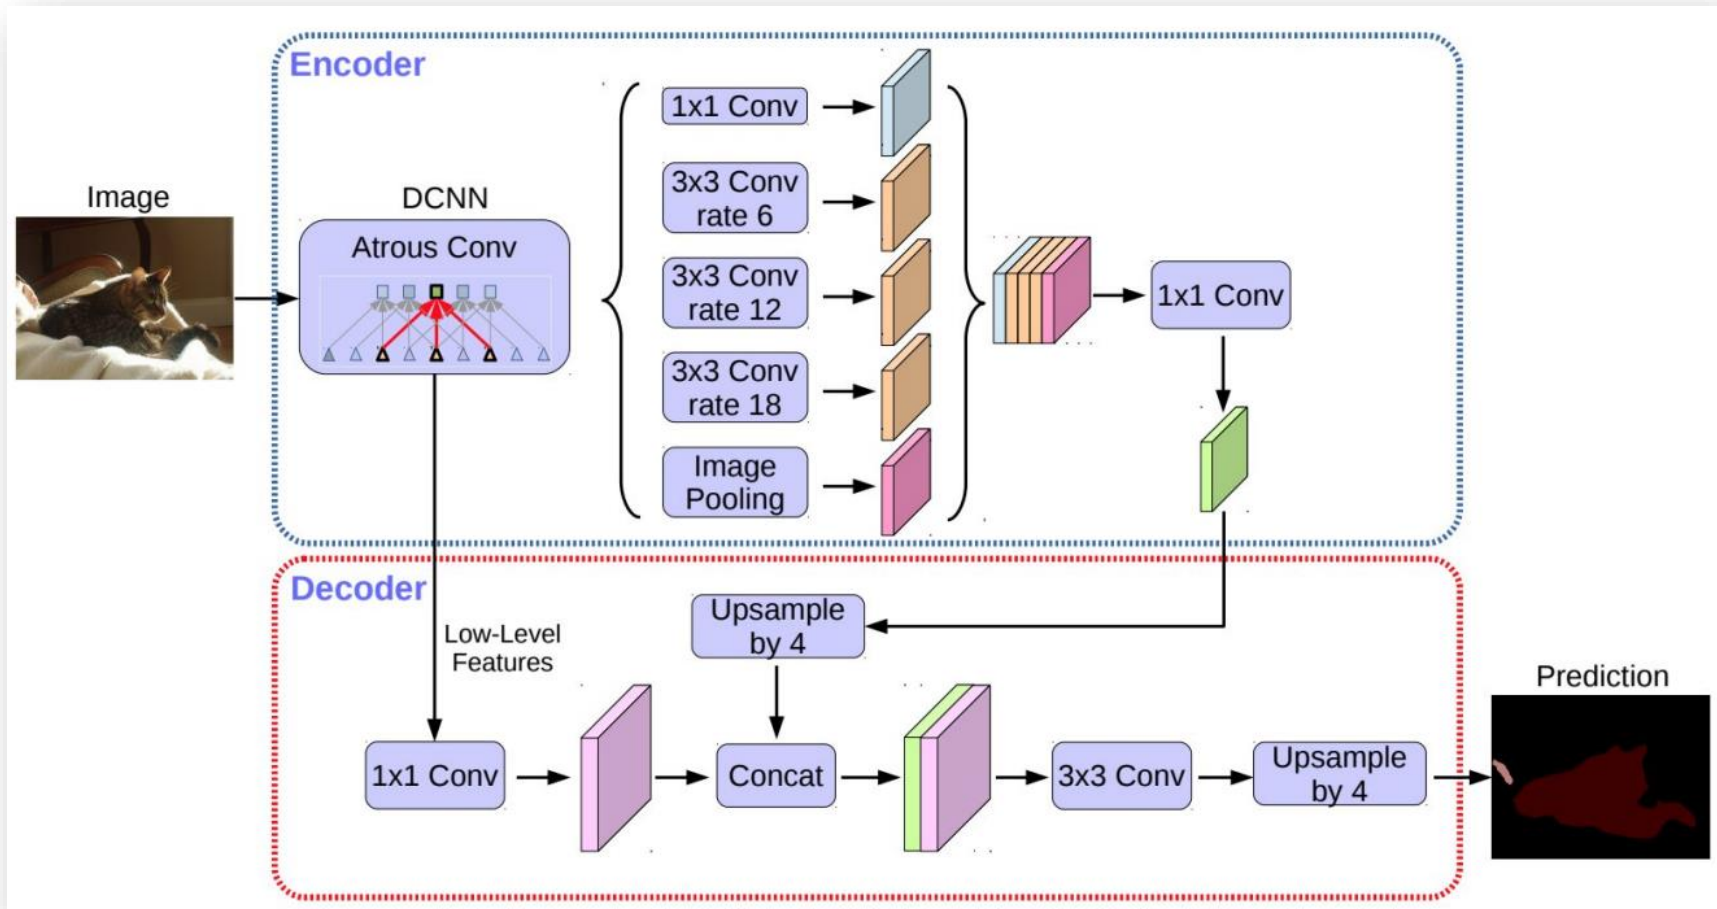 Encoder
Image
DCNN
Atrous Conv
1x1 Conv
3x3 Conv
rate 6
3x3 Conv
rate 12
3x3 Conv
rate 18
Image
Pooling
1x1 Conv
Decoder
Low-Level
Features
Upsample
by 4
1x1 Conv
Concat
3x3 Conv
Upsample
by 4
Prediction